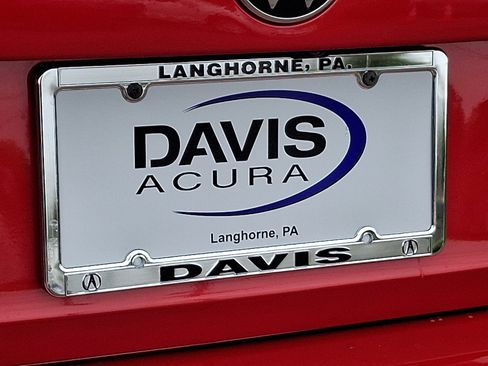 LANGHORNE, PA.
DAVIS
ACURA
Langhorne, PA
DAVIS